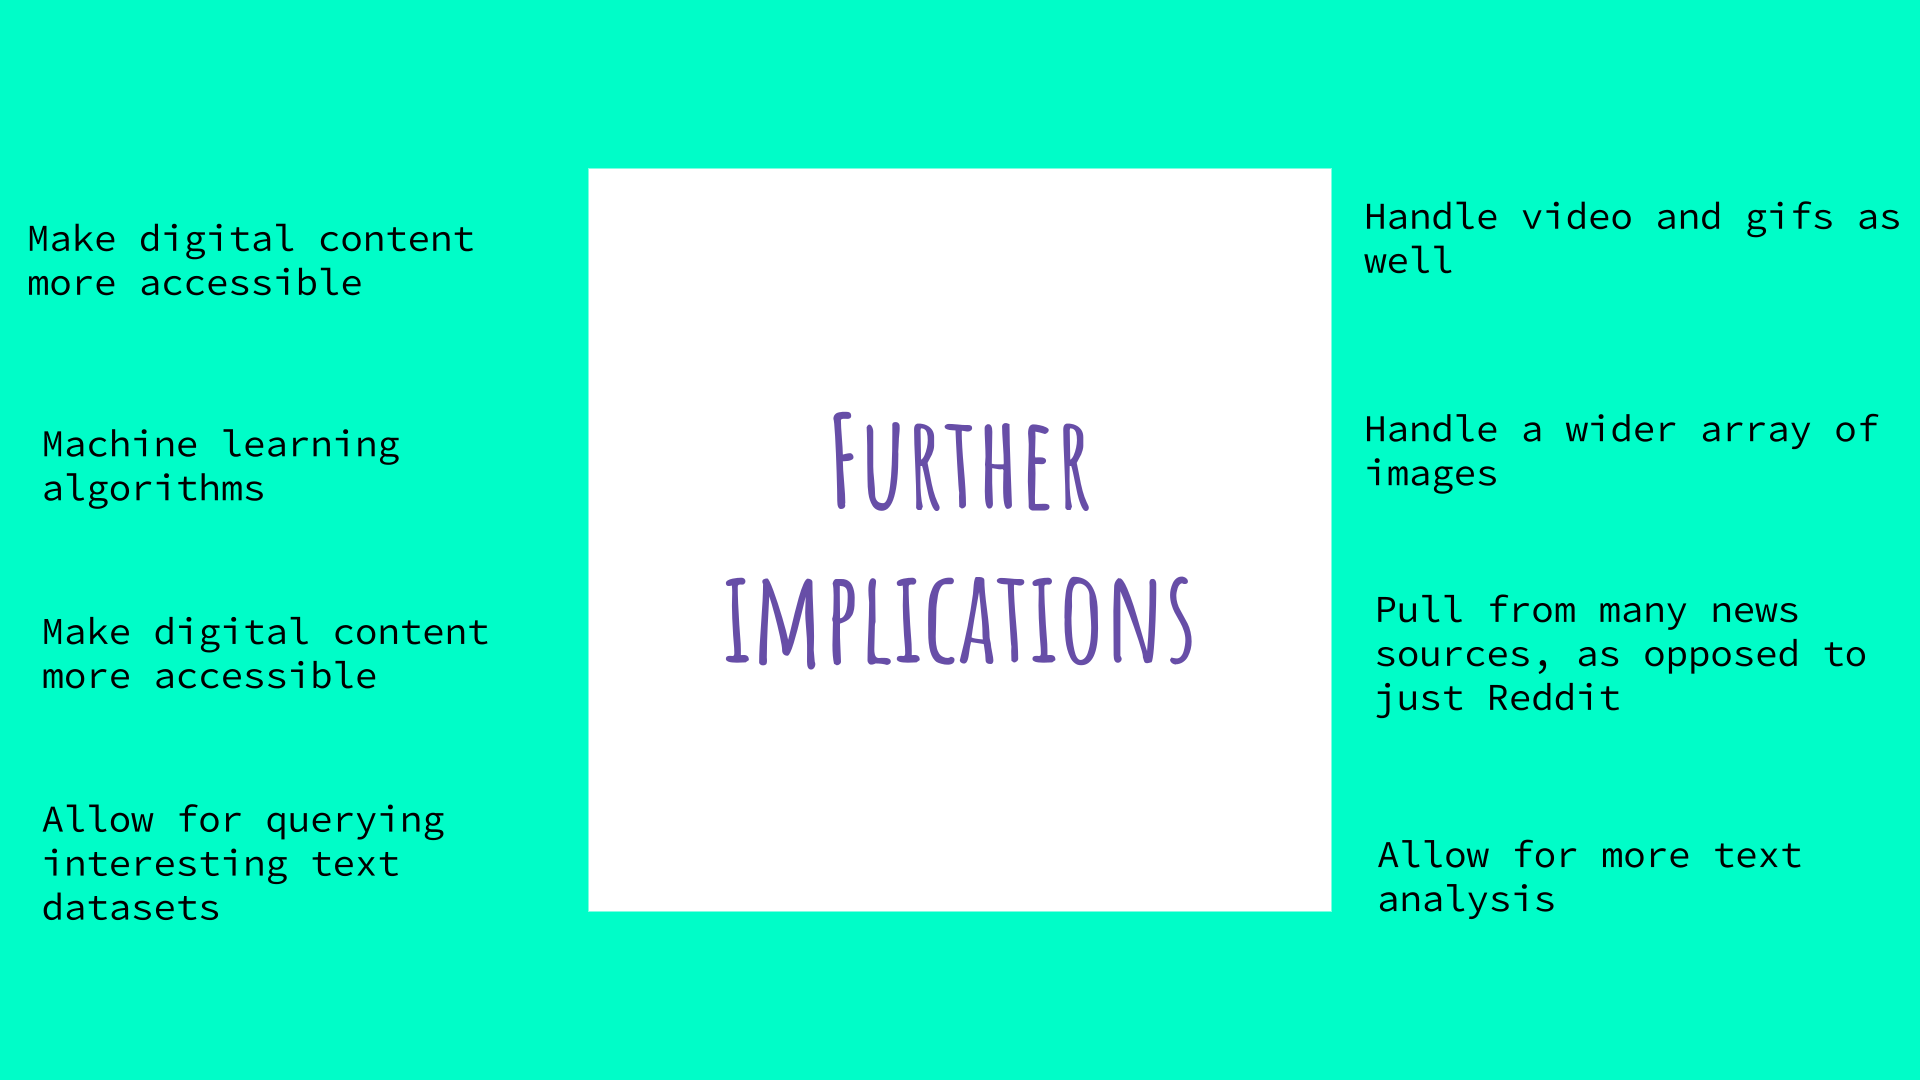 Make digital content
more accessible
Machine learning
algorithms
Make digital content
more accessible
Allow for querying
interesting text
datasets
Further
implications
Handle video and gifs as
well
Handle a wider array of
images
Pull from many news
sources, as opposed to
just Reddit
Allow for more text
analysis